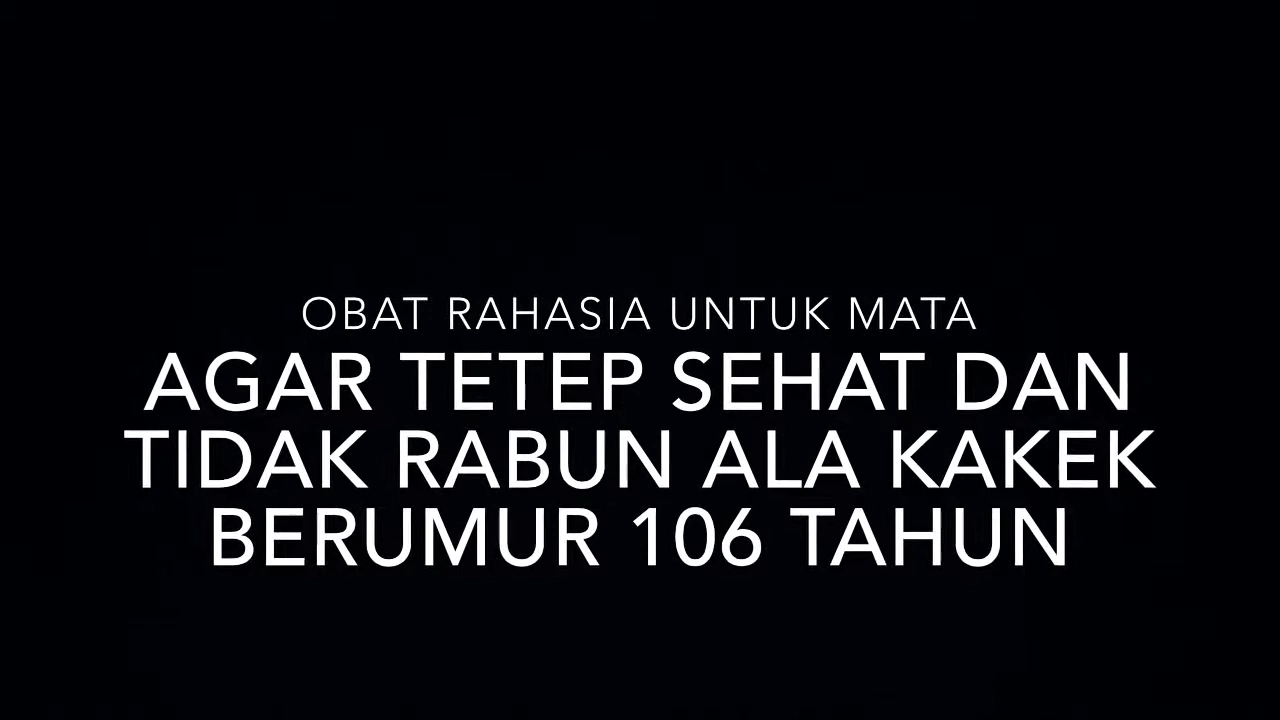 OBAT RAHASIA UNTUK MATA
AGAR TETEP SEHAT DAN
TIDAK RABUN ALA KAKEK
BERUMUR 106 TAHUN